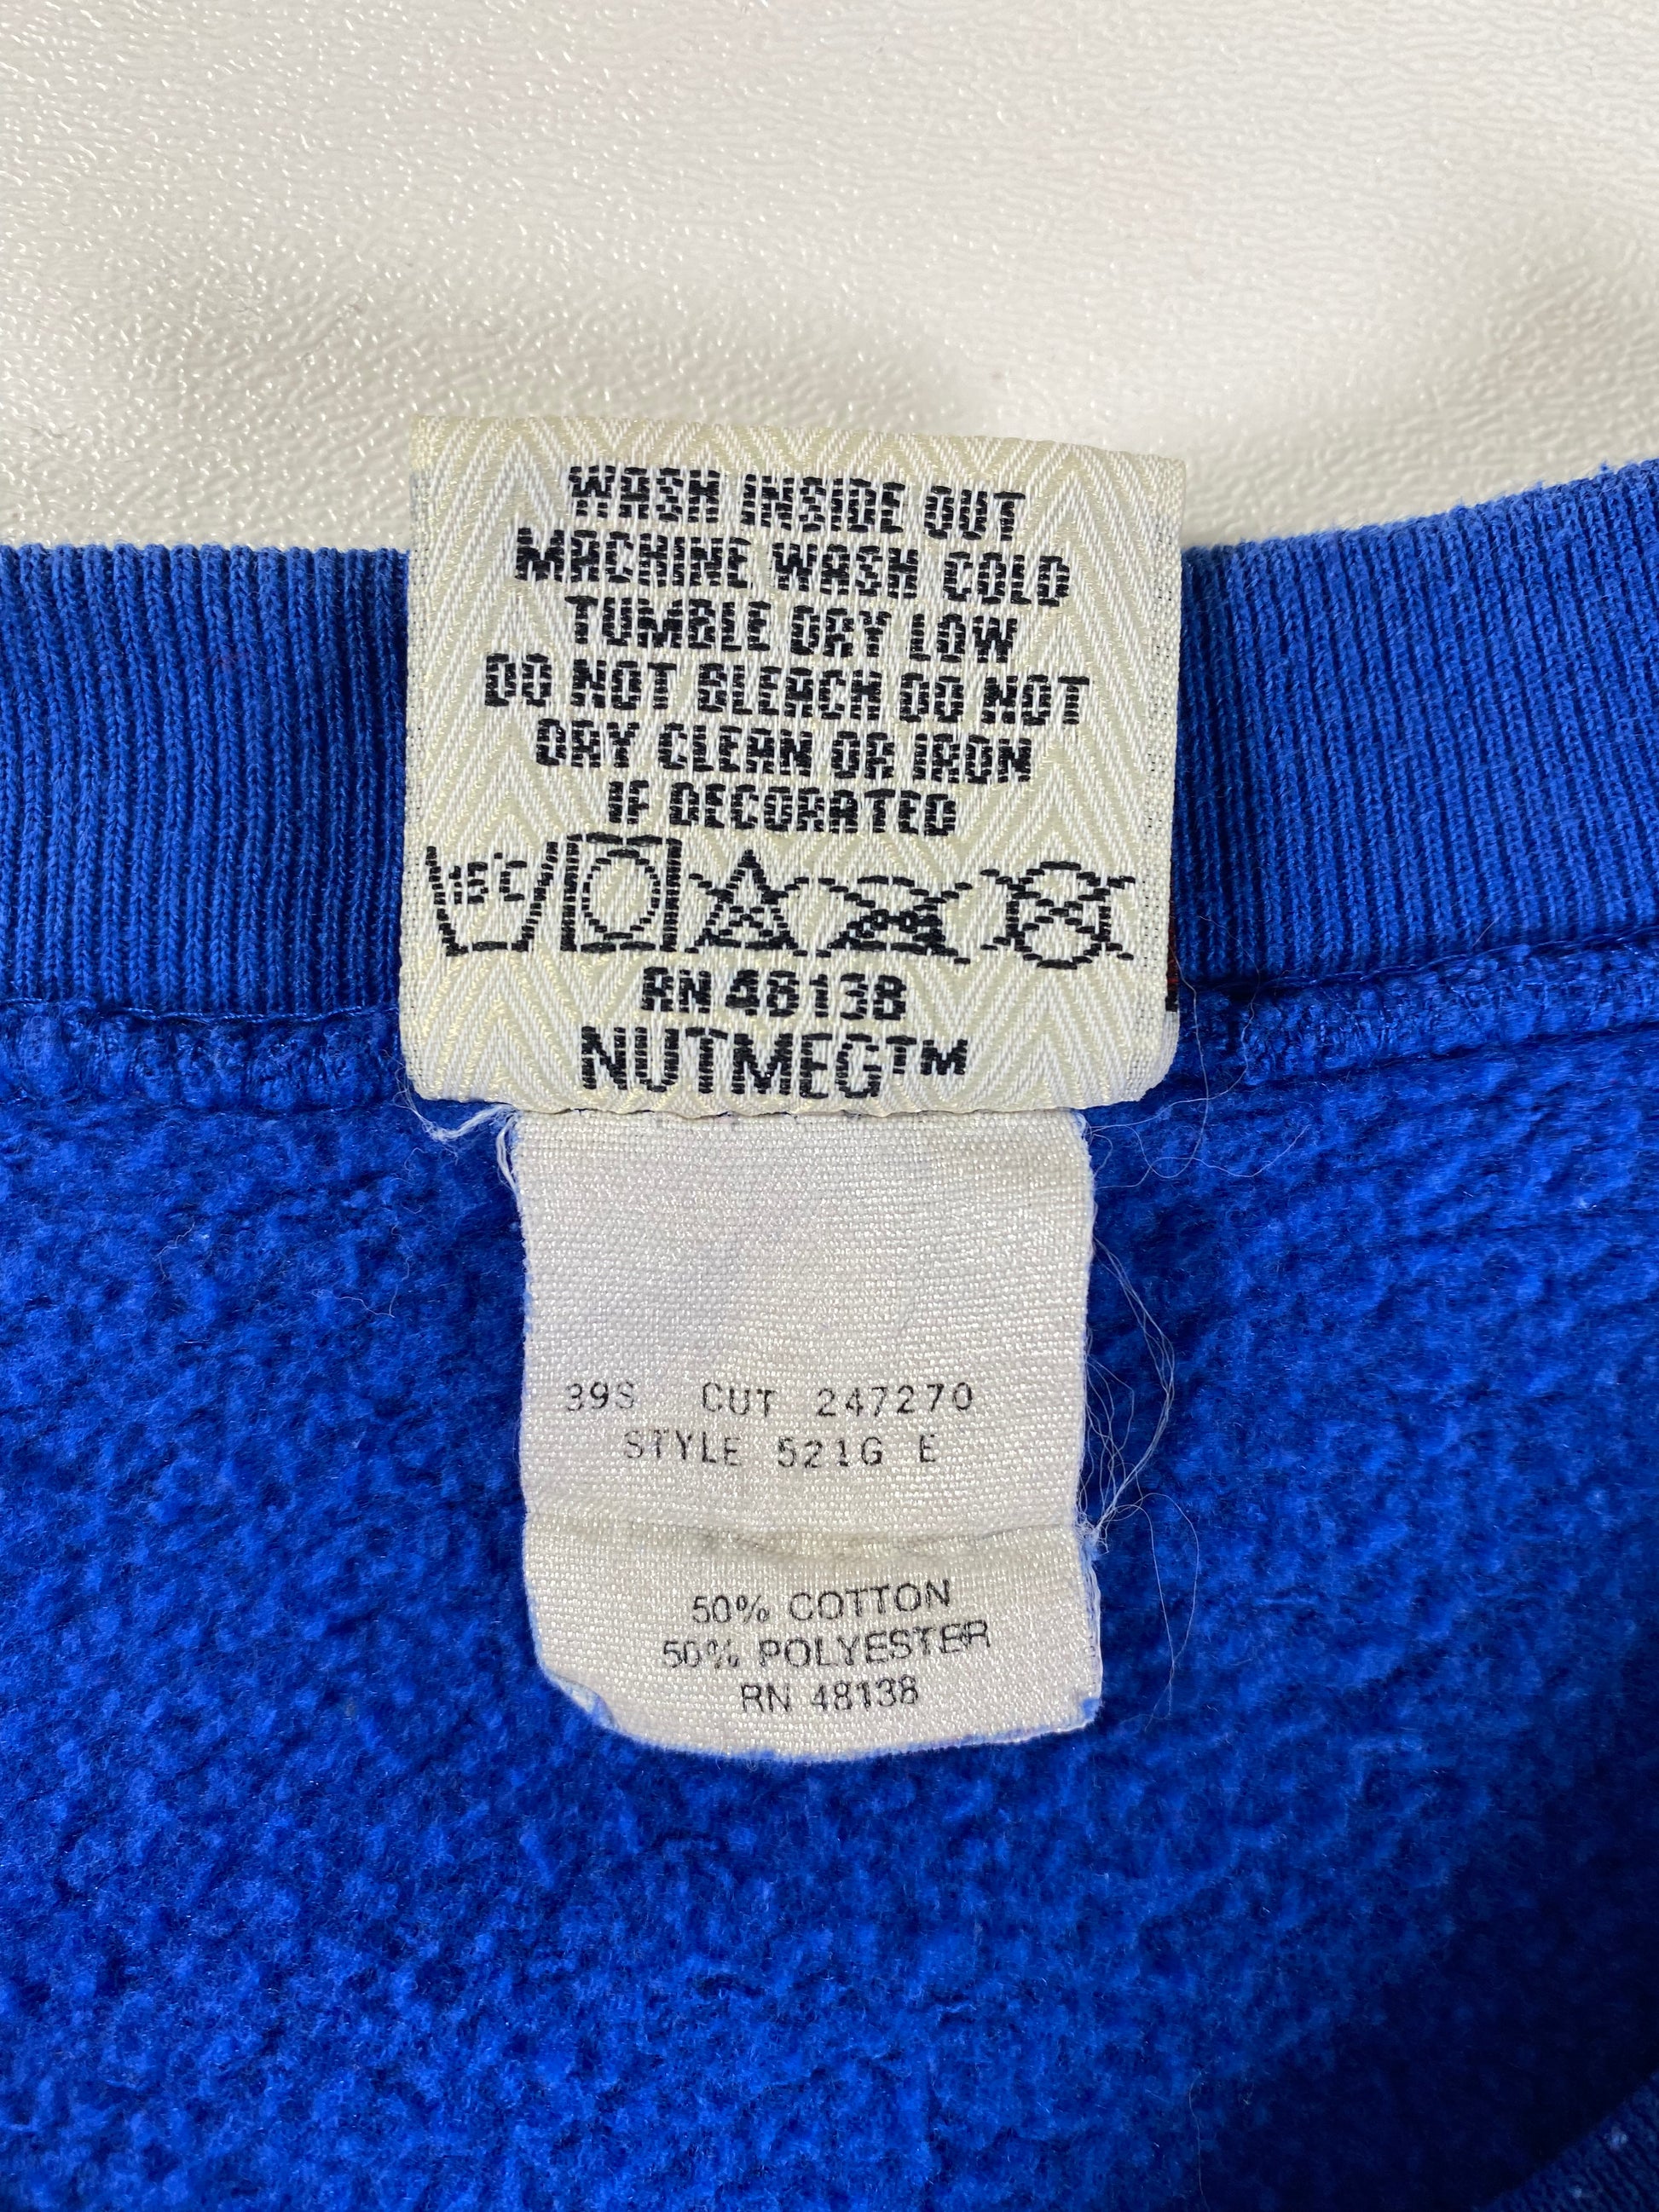 WASH INSIDE OUT
MACHINE WASH COLD
TUMBLE DRY LOW
DO NOT BLEACH DO NOT
DRY CLEAN OR IRON
IF DECORATED
15°C
RN 48138
NUTMEG™
39S CUT 247270
STYLE 521G E
50% COTTON
50% POLYESTER
RN 48138